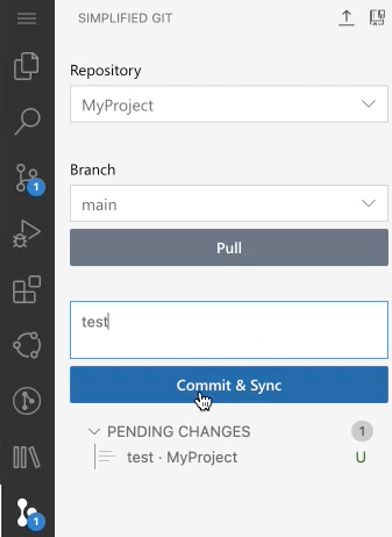 SIMPLIFIED GIT
Repository
MyProject
Branch
main
Pull
test
Commit & Sync
PENDING CHANGES 1
test · MyProject U
1
1